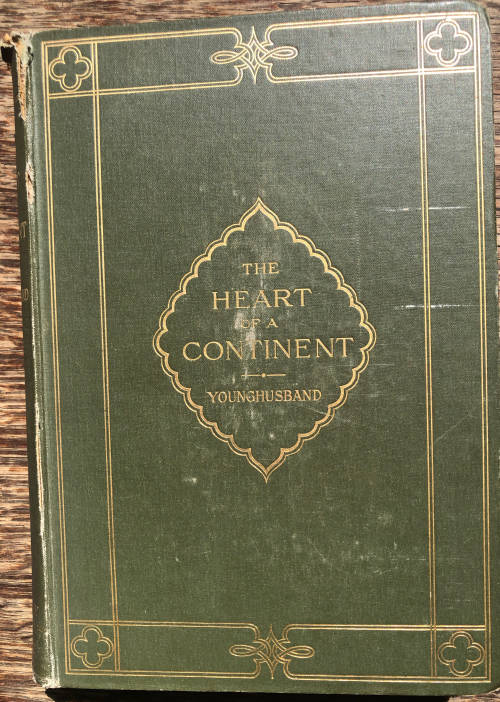 THE
HEART
OF A
CONTINENT
YOUNGHUSBAND